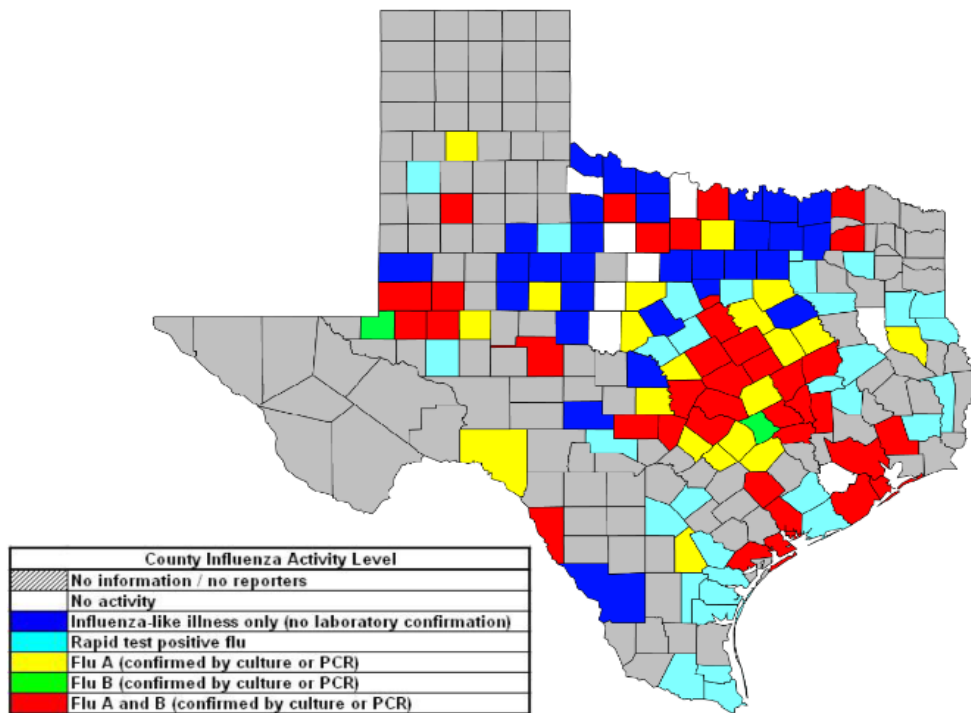 County Influenza Activity Level
No information / no reporters
No activity
Influenza-like illness only (no laboratory confirmation)
Rapid test positive flu
Flu A (confirmed by culture or PCR)
Flu B (confirmed by culture or PCR)
Flu A and B (confirmed by culture or PCR)